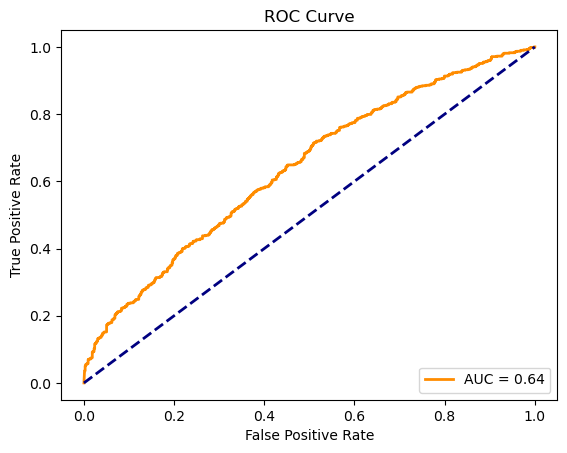 ROC Curve
True Positive Rate
1.0
0.8
0.6
0.4
0.2
0.0
0.0 0.2 0.4 0.6 0.8 1.0
False Positive Rate
AUC = 0.64